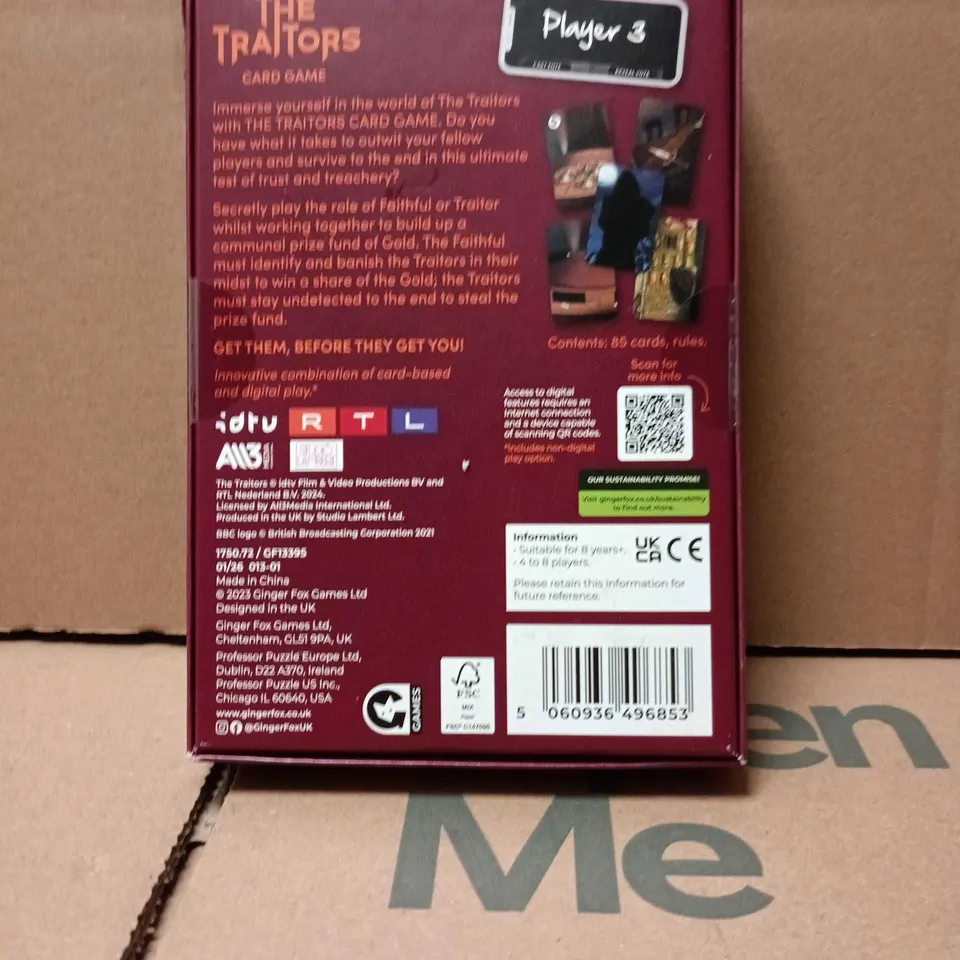 THE
TRAITORS
CARD GAME
Player 3
CAST VOTE
REVEAL VOTE
Immerse yourself in the world of The Traitors
with THE TRAITORS CARD GAME. Do you
have what it takes to outwit your fellow
players and survive to the end in this ultimate
test of trust and treachery?
Secretly play the role of Faithful or Traitor
whilst working together to build up a
communal prize fund of Gold. The Faithful
must identify and banish the Traitors in their
midst to win a share of the Gold; the Traitors
must stay undetected to the end to steal the
prize fund.
GET THEM, BEFORE THEY GET YOU!
Innovative combination of card-based
and digital play.*
5
Contents: 85 cards, rules.
Scan for
more info
Access to digital
features requires an
Internet connection
and a device capable
of scanning QR codes.
*Includes non-digital
play option.
idtv RTL
All3 MEDIA
The Traitors © idtv Film & Video Productions BV and
RTL Nederland B.V. 2024.
Licensed by All3Media International Ltd.
Produced in the UK by Studio Lambert Ltd.
BBC logo © British Broadcasting Corporation 2021
1750.72 / GF13395
01/26 013-01
Made in China
© 2023 Ginger Fox Games Ltd
Designed in the UK
Ginger Fox Games Ltd,
Cheltenham, GL51 9PA, UK
Professor Puzzle Europe Ltd,
Dublin, D22 A370, Ireland
Professor Puzzle US Inc.,
Chicago IL 60640, USA
www.gingerfox.co.uk
@GingerFoxUK
G GAMES
FSC
MIX
Paper
OUR SUSTAINABILITY PROMISE!
Visit gingerfox.co.uk/sustainability
to find out more.
Information
- Suitable for 8 years+.
- 4 to 8 players.
Please retain this information for
future reference.
UK CA CE
5 060936 496853
en
Me